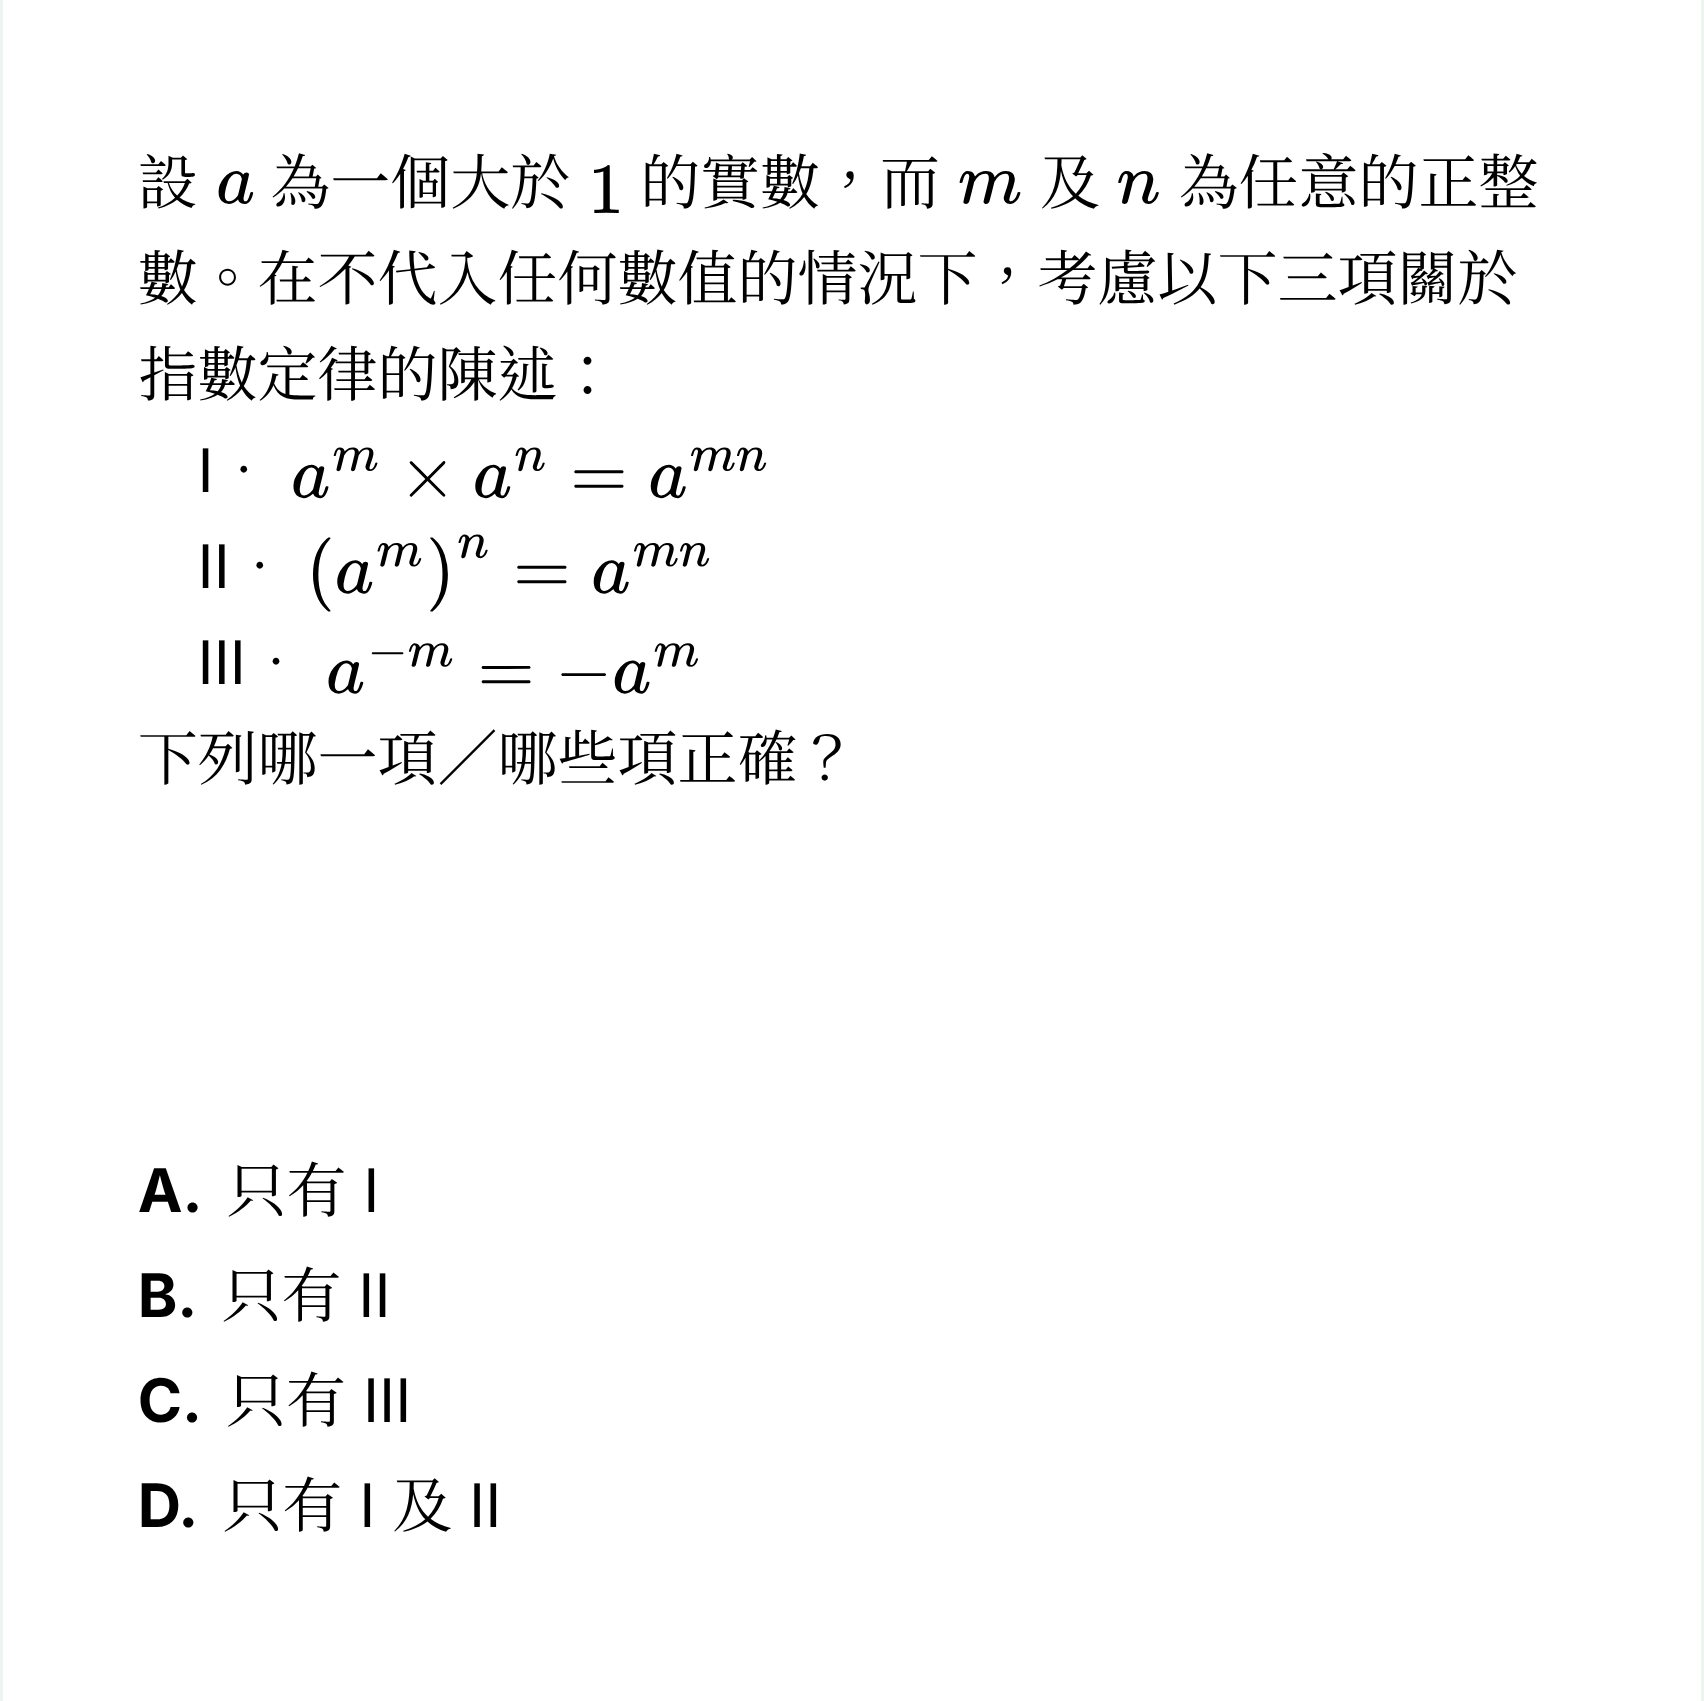 設 a 為一個大於 1 的實數，而 m 及 n 為任意的正整
數。在不代入任何數值的情況下，考慮以下三項關於
指數定律的陳述：
I． a^m × a^n = a^{mn}
II． (a^m)^n = a^{mn}
III． a^{-m} = -a^m
下列哪一項／哪些項正確？
A. 只有 I
B. 只有 II
C. 只有 III
D. 只有 I 及 II